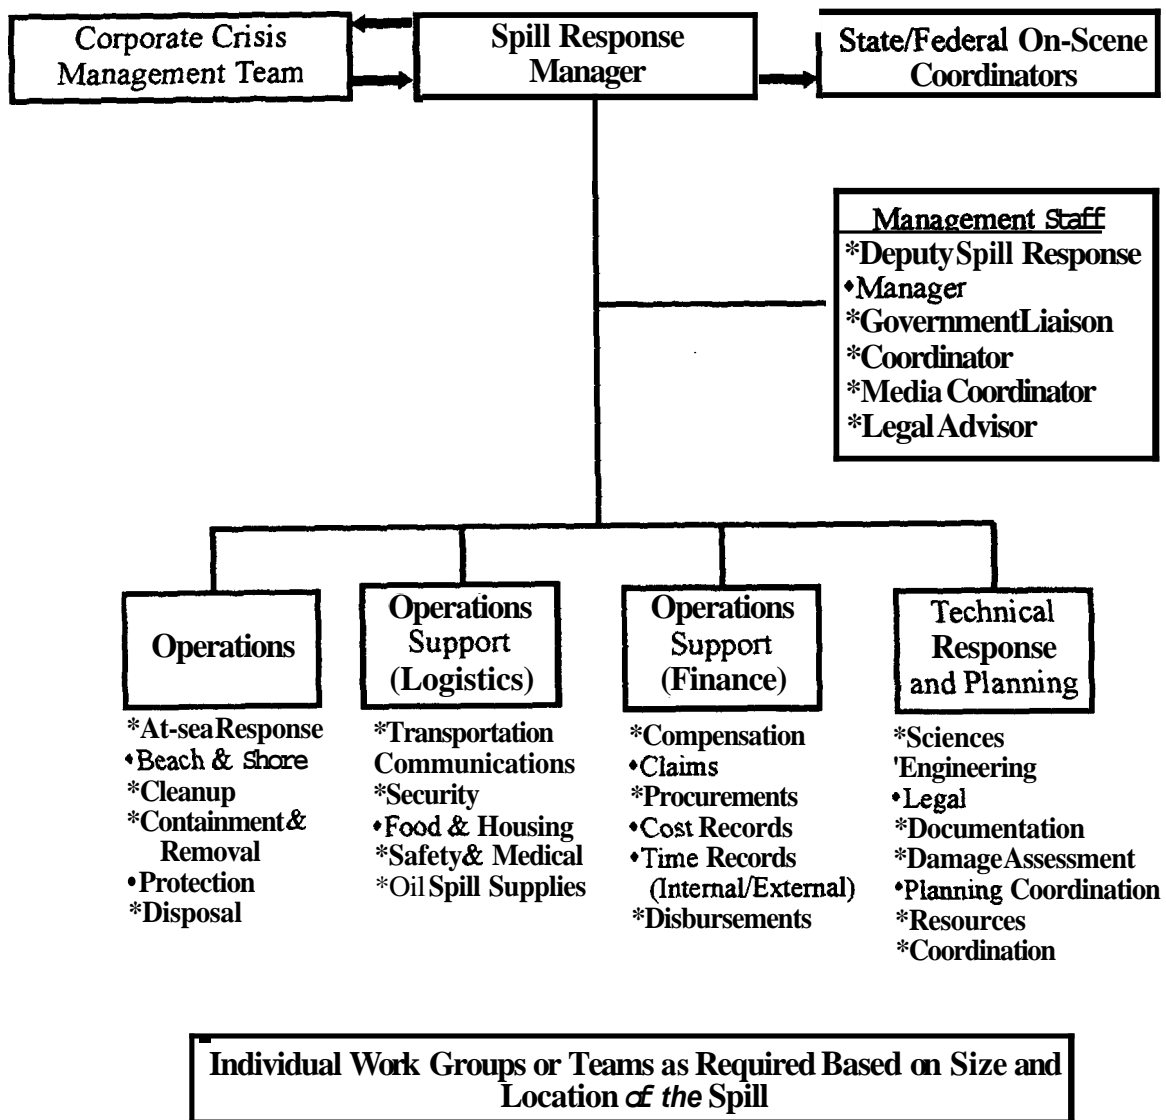 Corporate Crisis
Management Team
Spill Response
Manager
State/Federal On-Scene
Coordinators
Management Staff
*Deputy Spill Response
•Manager
*Government Liaison
*Coordinator
*Media Coordinator
*Legal Advisor
Operations
Operations
Support
(Logistics)
Operations
Support
(Finance)
Technical
Response
and Planning
*At-sea Response
•Beach & Shore
*Cleanup
*Containment &
Removal
•Protection
*Disposal
*Transportation
Communications
*Security
•Food & Housing
*Safety & Medical
*Oil Spill Supplies
*Compensation
•Claims
*Procurements
•Cost Records
•Time Records
(Internal/External)
*Disbursements
*Sciences
'Engineering
•Legal
*Documentation
*Damage Assessment
•Planning Coordination
*Resources
*Coordination
Individual Work Groups or Teams as Required Based on Size and
Location of the Spill